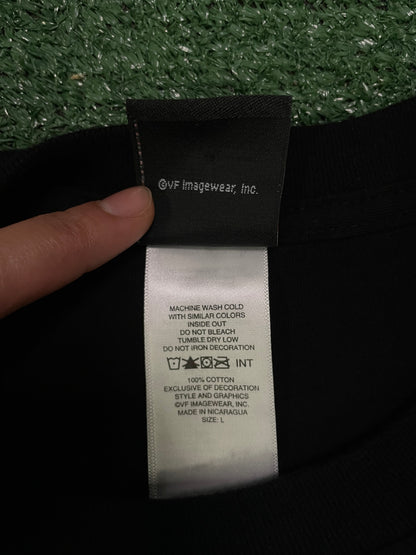 ©VF Imagewear, Inc.
MACHINE WASH COLD
WITH SIMILAR COLORS
INSIDE OUT
DO NOT BLEACH
TUMBLE DRY LOW
DO NOT IRON DECORATION
INT
100% COTTON
EXCLUSIVE OF DECORATION
STYLE AND GRAPHICS
©VF IMAGEWEAR, INC.
MADE IN NICARAGUA
SIZE: L